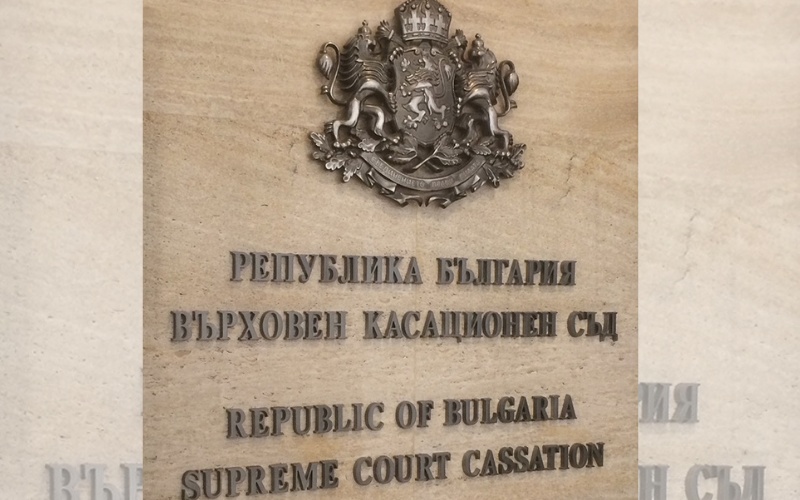 РЕПУБЛИКА БЪЛГАРИЯ
ВЪРХОВЕН КАСАЦИОНЕН СЪД
REPUBLIC OF BULGARIA
SUPREME COURT CASSATION